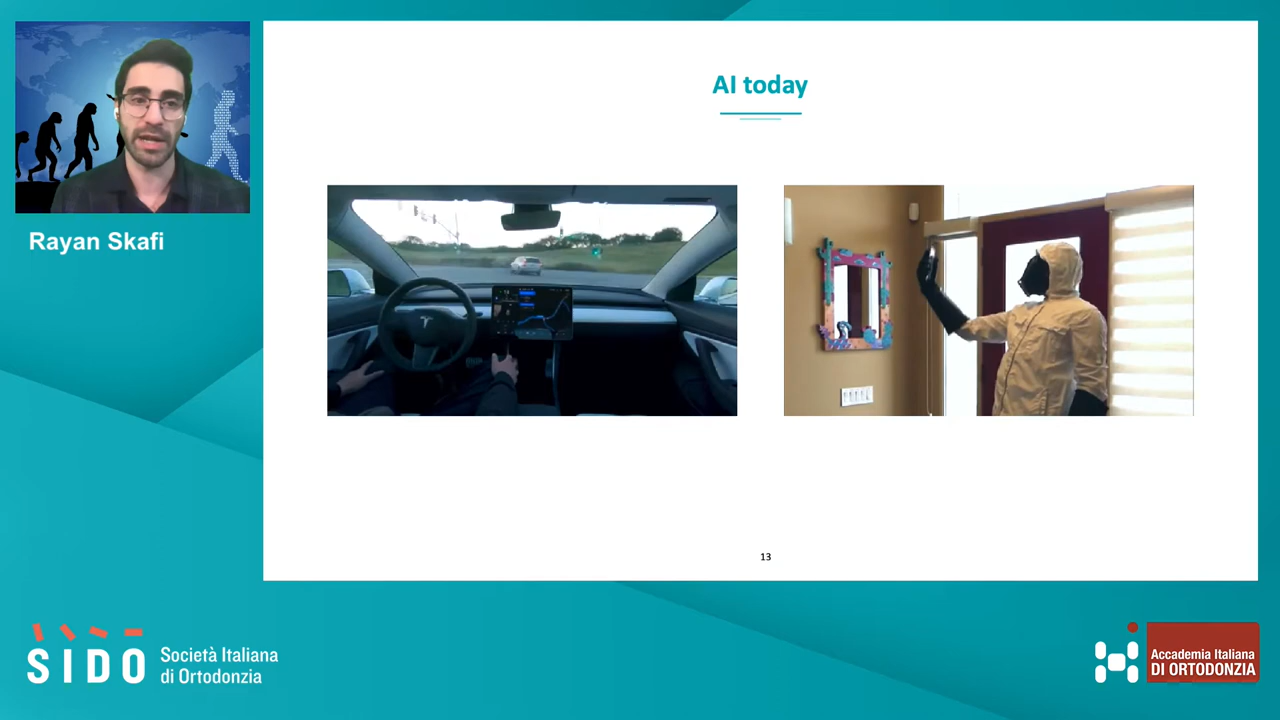 Rayan Skafi
AI today
13
SIDO
Società Italiana
di Ortodonzia
Accademia Italiana
DI ORTODONZIA